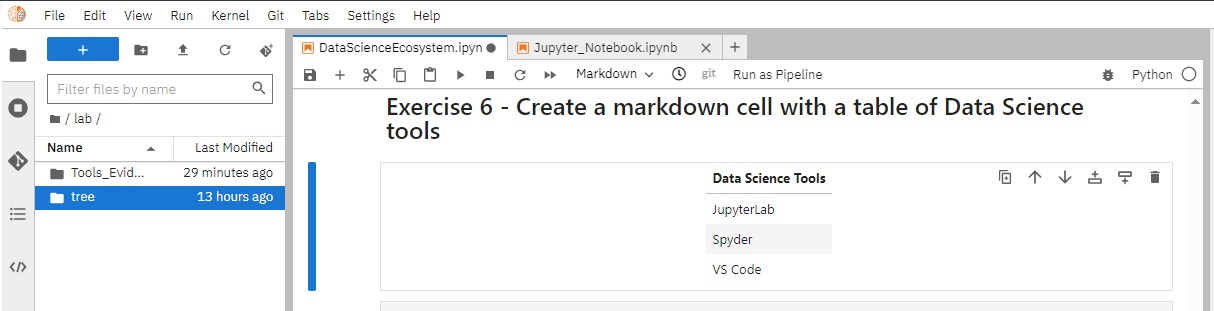 File Edit View Run Kernel Git Tabs Settings Help
+
Filter files by name
/ lab /
Name Last Modified
Tools_Evid... 29 minutes ago
tree 13 hours ago
DataScienceEcosystem.ipyn
Jupyter_Notebook.ipynb
Markdown git Run as Pipeline Python
Exercise 6 - Create a markdown cell with a table of Data Science
tools
Data Science Tools
JupyterLab
Spyder
VS Code